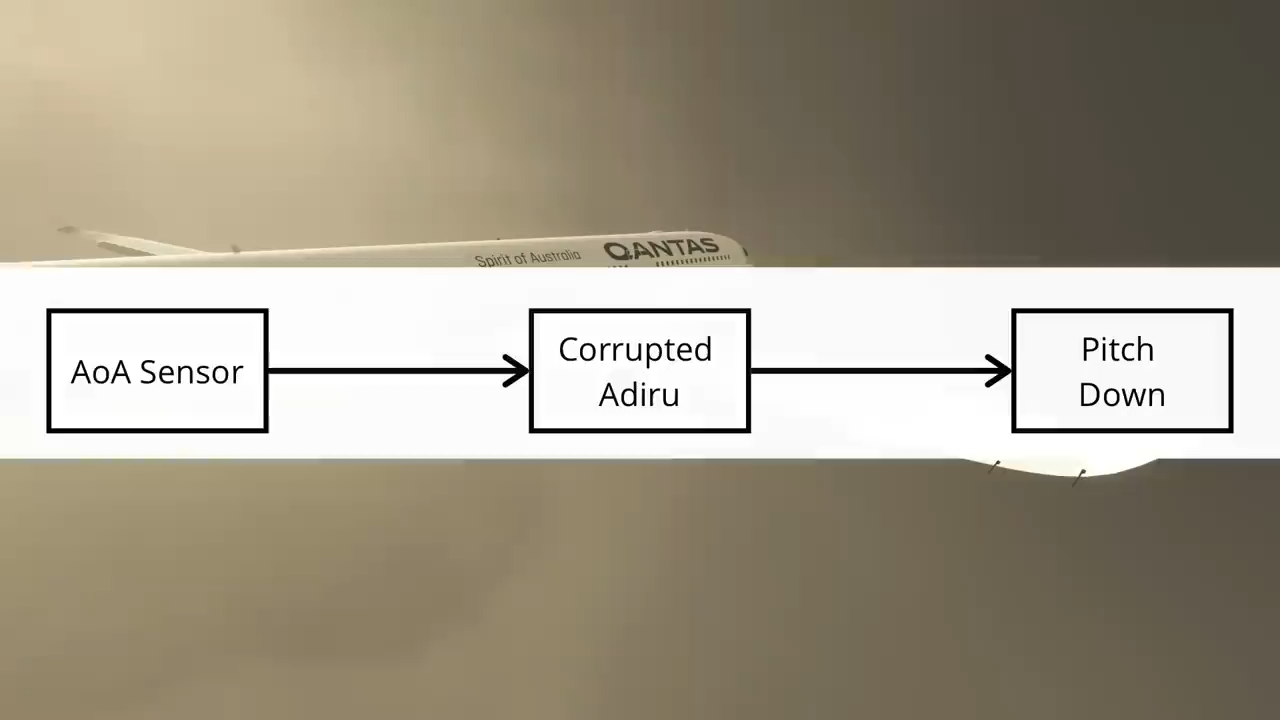 Spirit of Australia QANTAS
AoA Sensor
Corrupted
Adiru
Pitch
Down